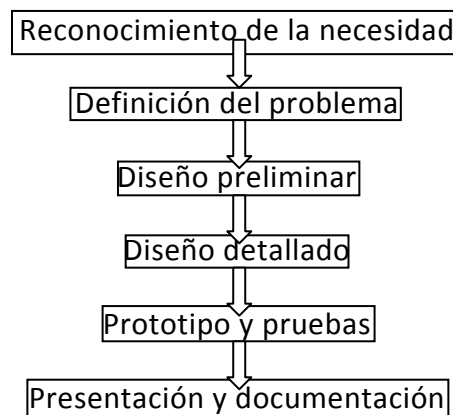 Reconocimiento de la necesidad
Definición del problema
Diseño preliminar
Diseño detallado
Prototipo y pruebas
Presentación y documentación